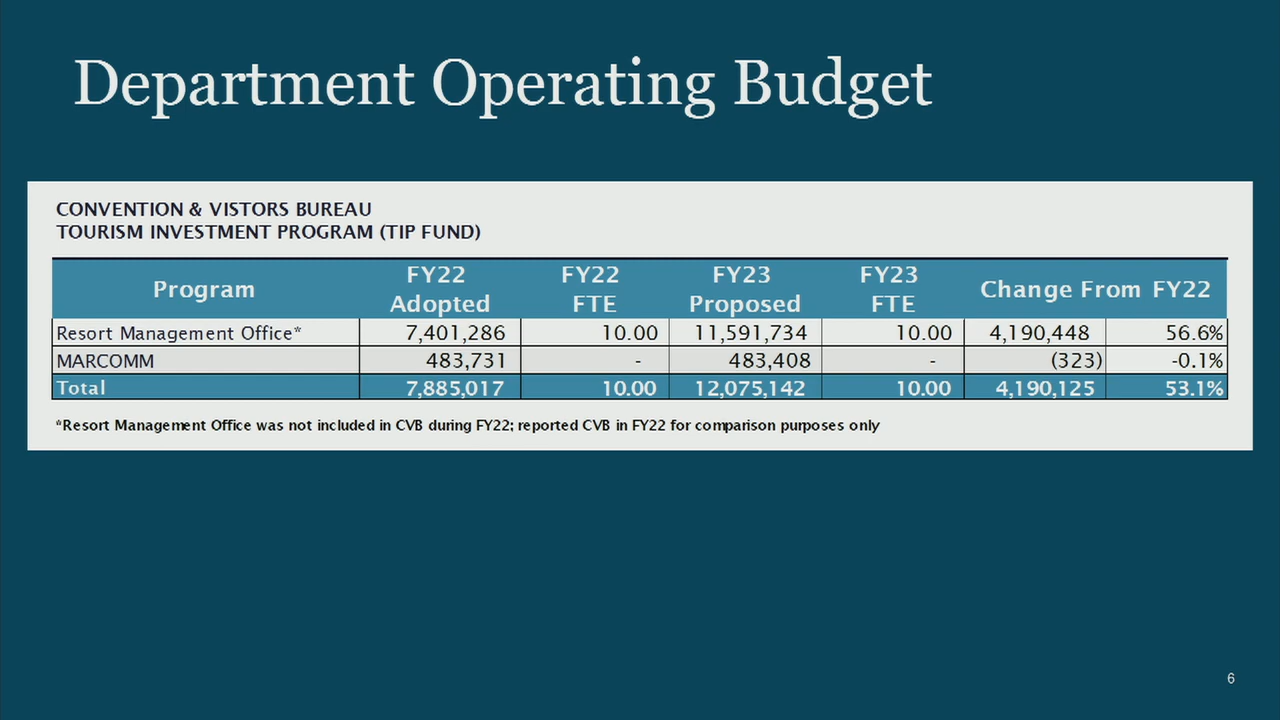 Department Operating Budget
CONVENTION & VISTORS BUREAU
TOURISM INVESTMENT PROGRAM (TIP FUND)
Program FY22 Adopted FY22 FTE FY23 Proposed FY23 FTE Change From FY22
Resort Management Office* 7,401,286 10.00 11,591,734 10.00 4,190,448 56.6%
MARCOMM 483,731 - 483,408 - (323) -0.1%
Total 7,885,017 10.00 12,075,142 10.00 4,190,125 53.1%
*Resort Management Office was not included in CVB during FY22; reported CVB in FY22 for comparison purposes only
6